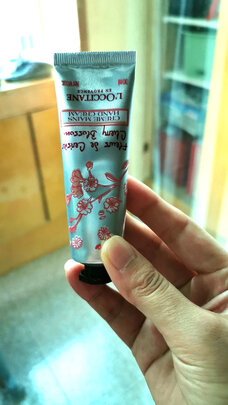 L'OCCITANE
EN PROVENCE
CRÈME MAINS
HAND CREAM
Fleurs de Cerisier
Cherry Blossom